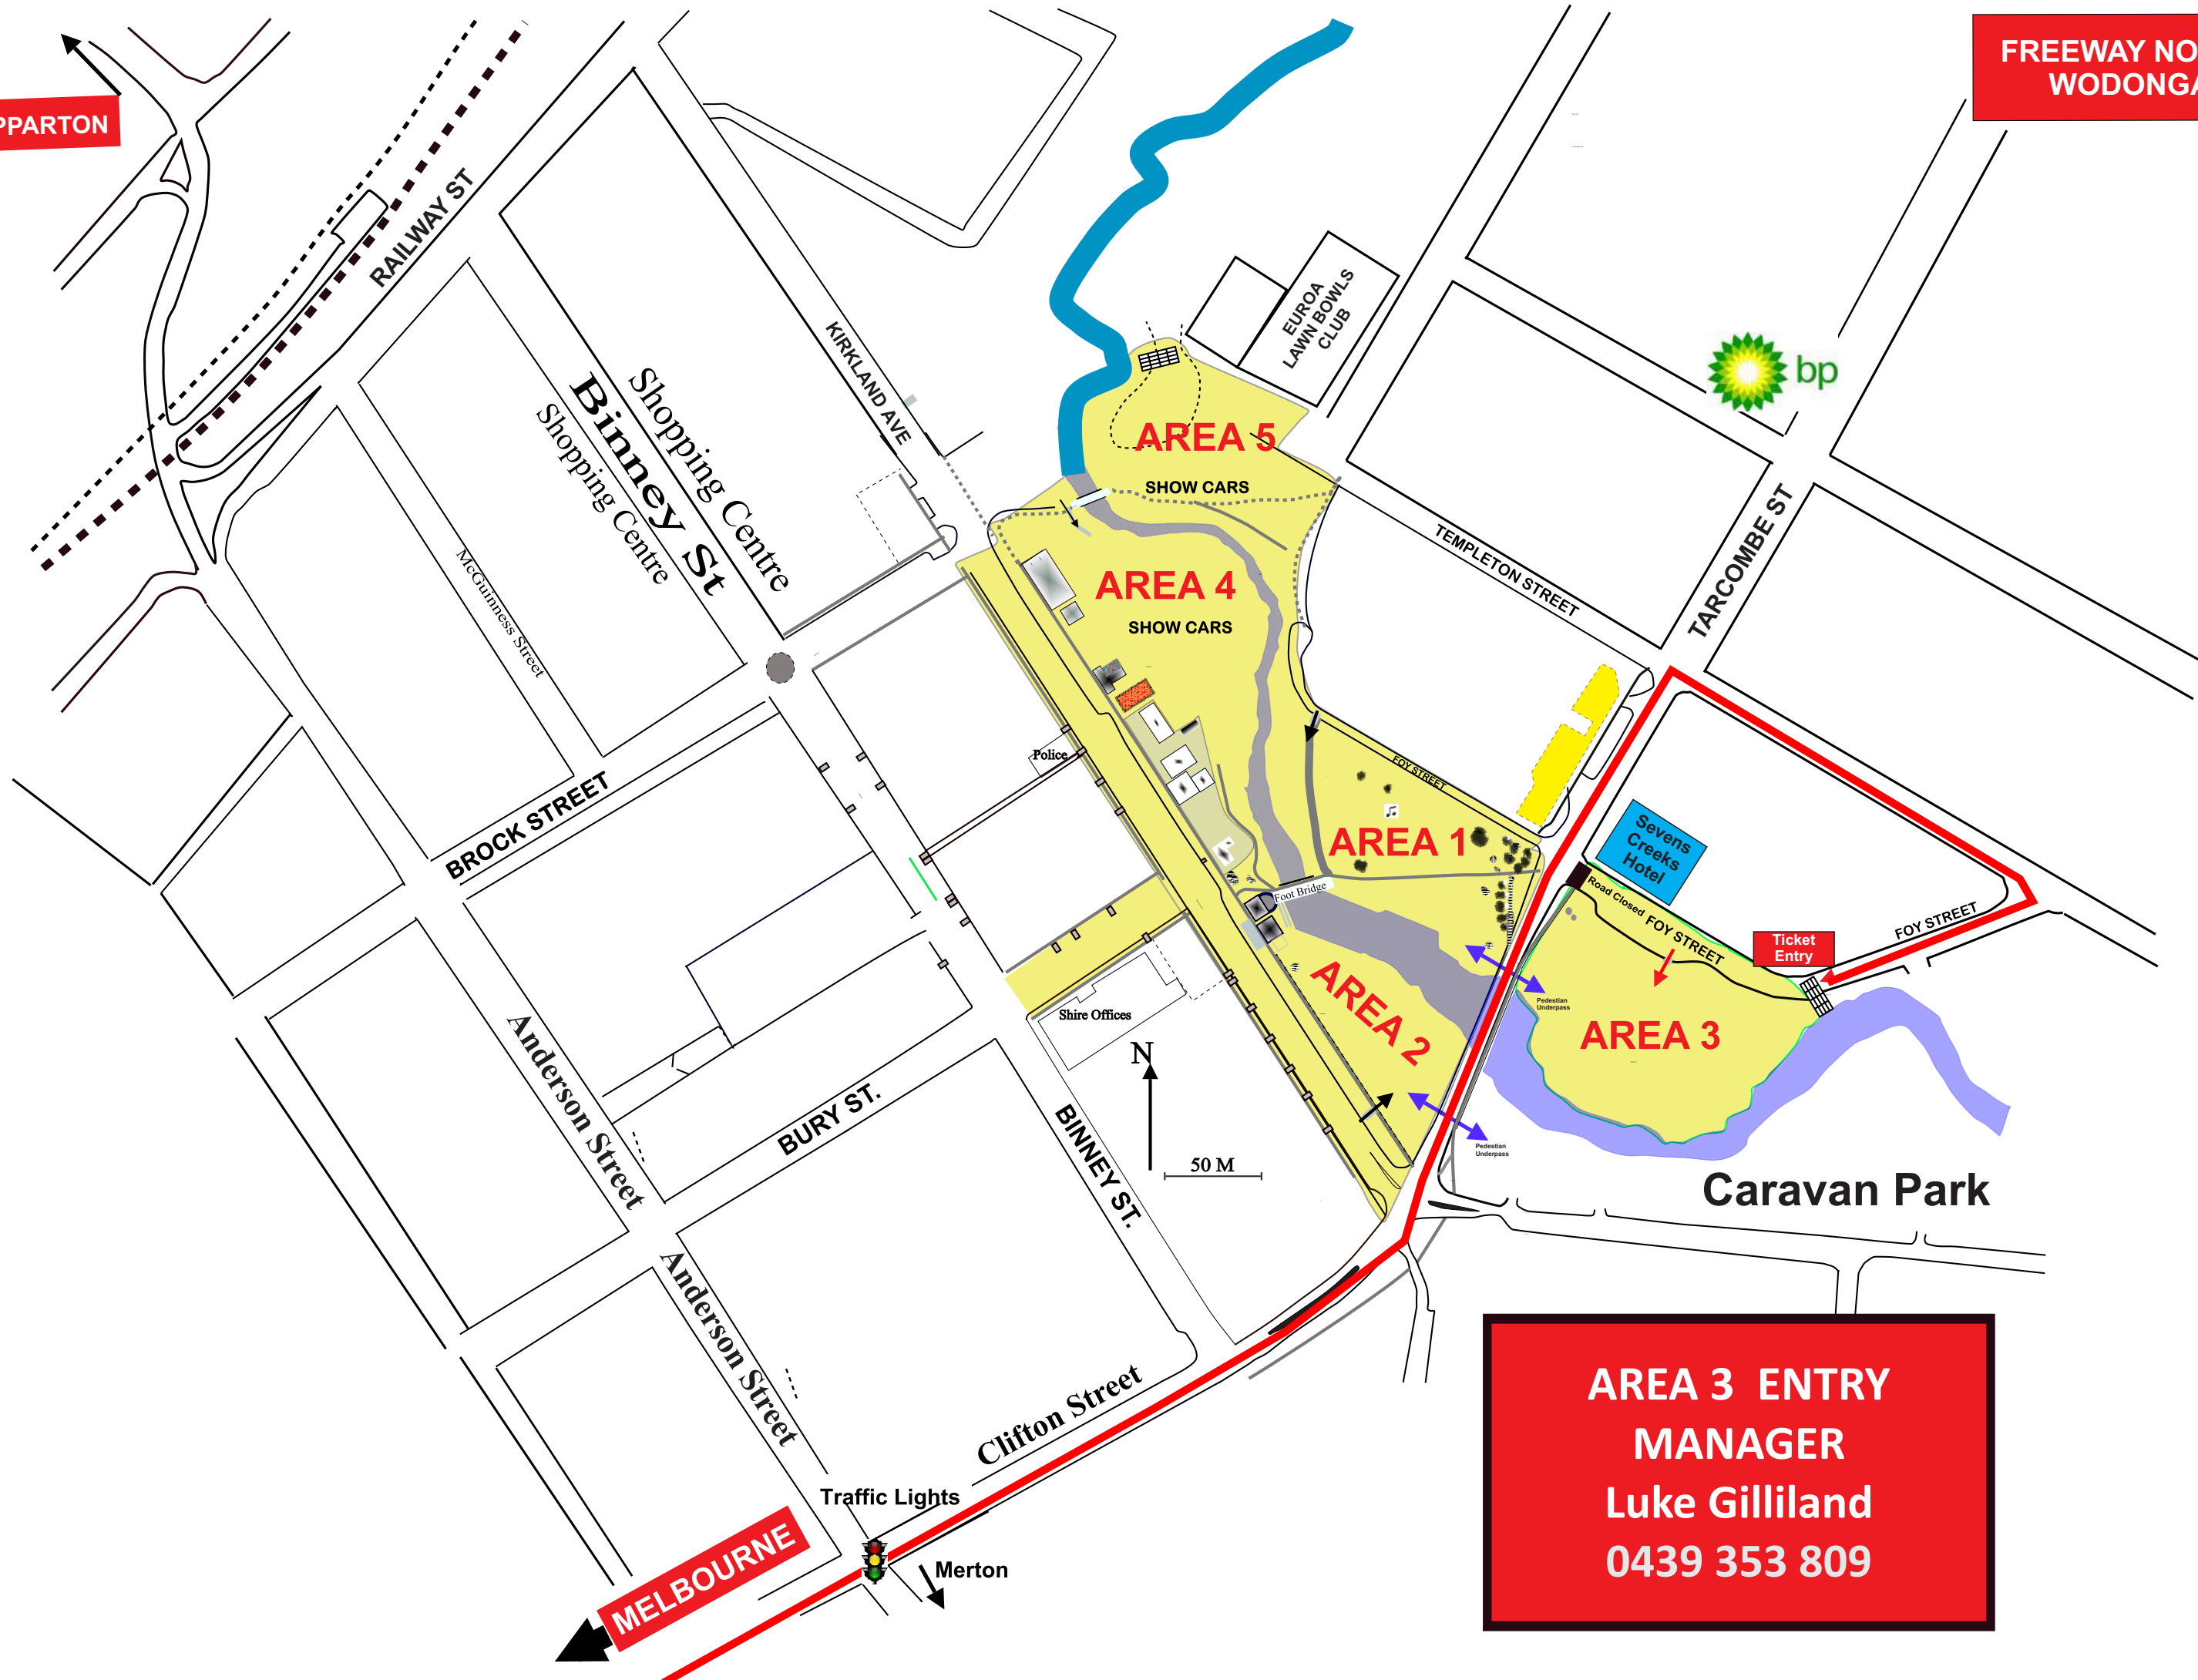 PPARTON
FREEWAY NO
WODONGA
RAILWAY ST
KIRKLAND AVE
EUROA
LAWN BOWLS
CLUB
bp
Shopping Centre
Binney St
Shopping Centre
McGuinness Street
AREA 5
SHOW CARS
TEMPLETON STREET
TARCOMBE ST
AREA 4
SHOW CARS
Police
FOY STREET
BROCK STREET
AREA 1
Sevens
Creeks
Hotel
Foot Bridge
Road Closed
FOY STREET
FOY STREET
Ticket
Entry
Pedestian
Underpass
AREA 2
AREA 3
Shire Offices
Anderson Street
N
BURY ST.
BINNEY ST.
50 M
Pedestian
Underpass
Caravan Park
Anderson Street
Clifton Street
AREA 3 ENTRY
MANAGER
Luke Gilliland
0439 353 809
Traffic Lights
MELBOURNE
Merton